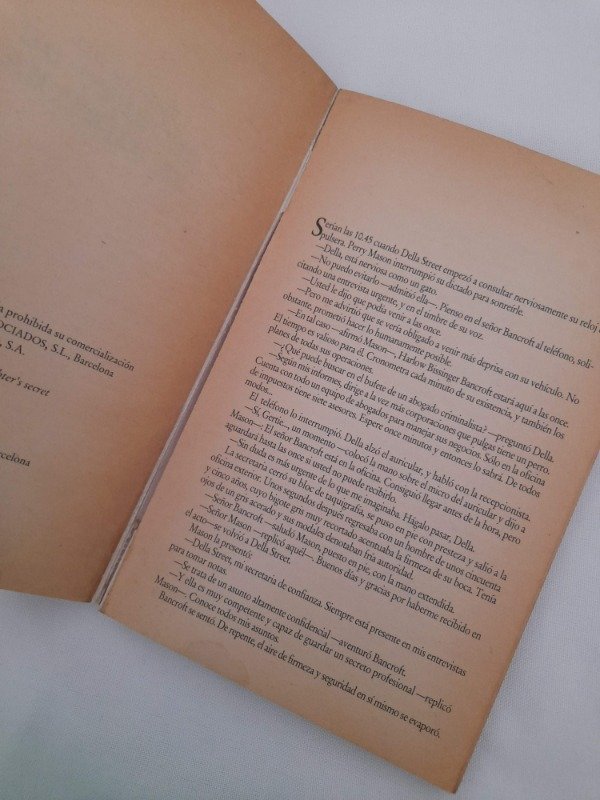 a prohibida su comercialización
OCIADOS, S.L., Barcelona
, S.A.
hter's secret
rcelona
Serían las 10.45 cuando Della Street empezó a consultar nerviosamente su reloj
pulsera. Perry Mason interrumpió su dictado para sonreírle.
—Della, está nerviosa como un gato.
—No puedo evitarlo —admitió ella—. Pienso en el señor Bancroft al teléfono, soli-
citando una entrevista urgente, y en el timbre de su voz.
—Usted le dijo que podía venir a las once.
—Pero me advirtió que se vería obligado a venir más deprisa con su vehículo. No
obstante, prometió hacer lo humanamente posible.
—En tal caso —afirmó Mason—, Harlow Bissinger Bancroft estará aquí a las once.
El tiempo es valioso para él. Cronometra cada minuto de su existencia, y también los
planes de todas sus operaciones.
—¿Qué puede buscar en el bufete de un abogado criminalista? —preguntó Della.
—Según mis informes, dirige a la vez más corporaciones que pulgas tiene un perro.
Cuenta con todo un equipo de abogados para manejar sus negocios. Sólo en la oficina
de impuestos tiene siete asesores. Espere once minutos y entonces lo sabrá. De todos
modos...
El teléfono lo interrumpió. Della alzó el auricular, y habló con la recepcionista.
—Sí, Gertie... un momento —colocó la mano sobre el micro del auricular y dijo a
Mason—: El señor Bancroft está en la oficina. Consiguió llegar antes de la hora, pero
aguardará hasta las once si usted no puede recibirlo.
—Sin duda es más urgente de lo que me imaginaba. Hágalo pasar, Della.
La secretaria cerró su bloc de taquigrafía, se puso en pie con presteza y salió a la
oficina exterior. Unos segundos después regresaba con un hombre de unos cincuenta
y cinco años, cuyo bigote gris muy recortado acentuaba la firmeza de su boca. Tenía
ojos de un gris acerado y sus modales denotaban fría autoridad.
—Señor Bancroft —saludó Mason, puesto en pie, con la mano extendida.
—Señor Mason —replicó aquél—. Buenos días y gracias por haberme recibido en
el acto —se volvió a Della Street.
Mason la presentó:
—Della Street, mi secretaria de confianza. Siempre está presente en mis entrevistas
para tomar notas.
—Se trata de un asunto altamente confidencial —aventuró Bancroft.
—Y ella es muy competente y capaz de guardar un secreto profesional —replicó
Mason—. Conoce todos mis asuntos.
Bancroft se sentó. De repente, el aire de firmeza y seguridad en sí mismo se evaporó.